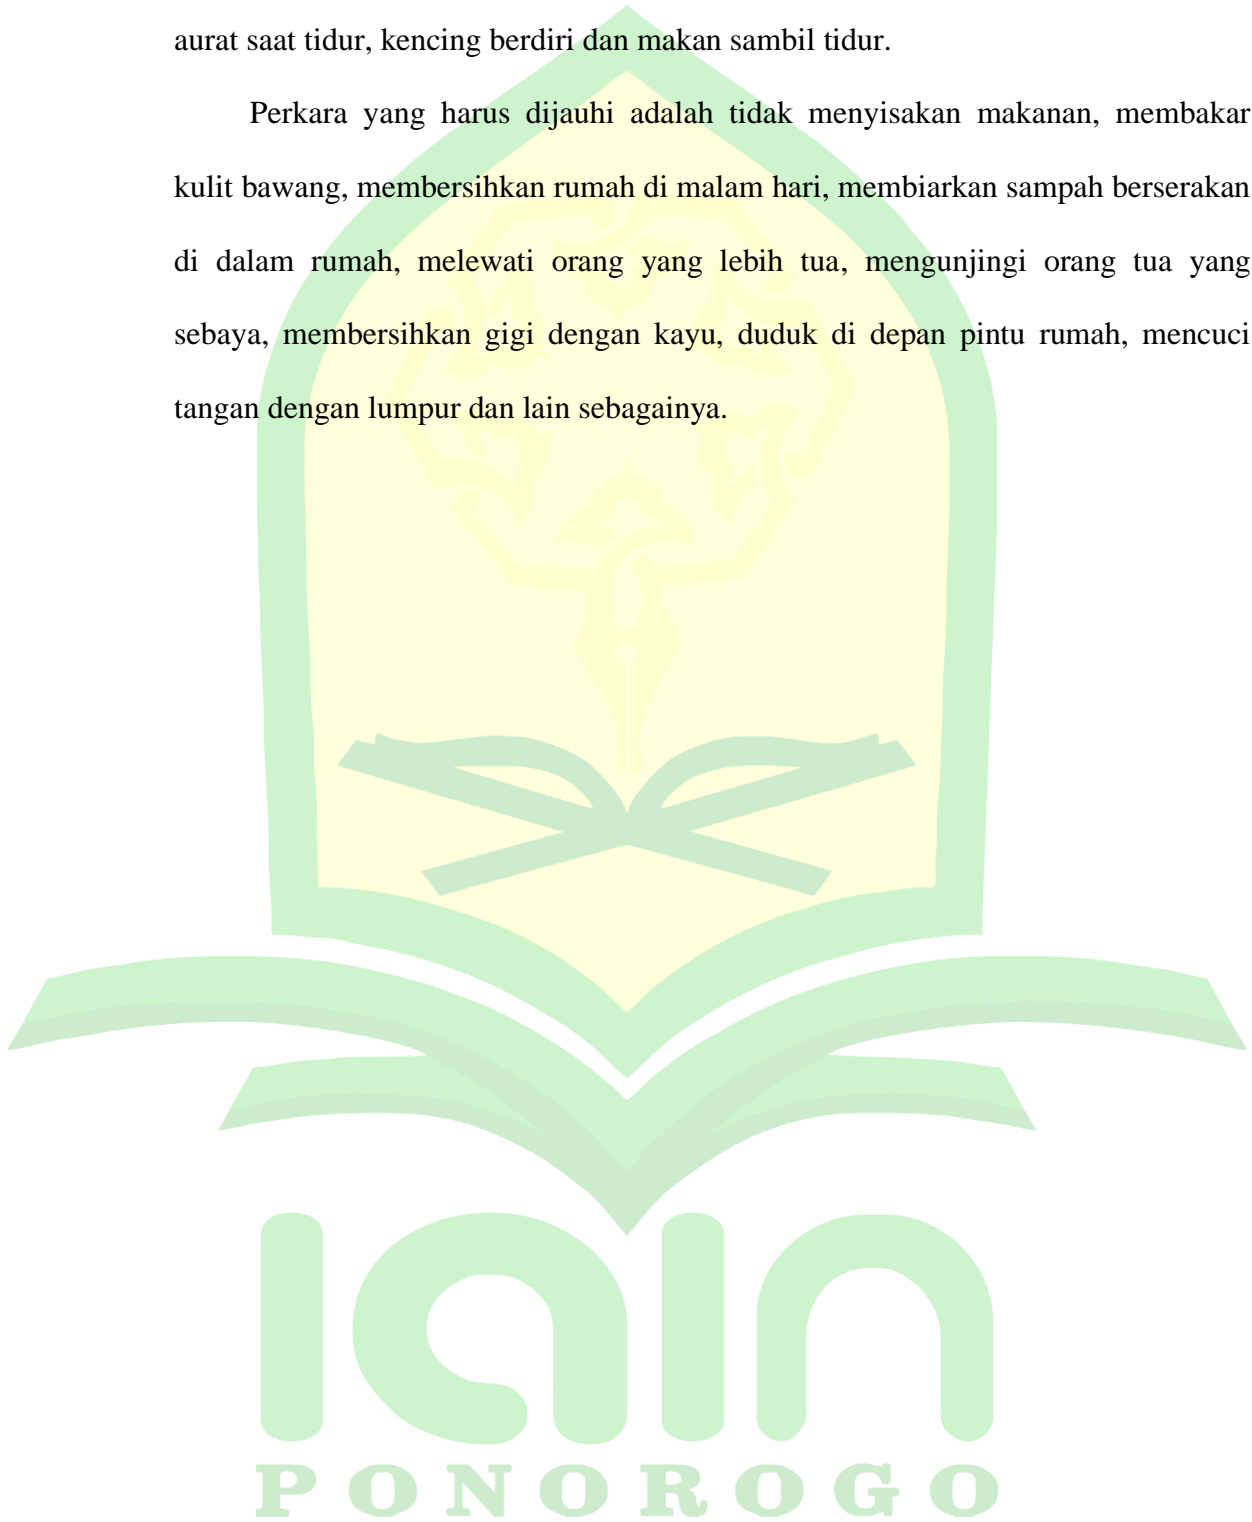 aurat saat tidur, kencing berdiri dan makan sambil tidur.
Perkara yang harus dijauhi adalah tidak menyisakan makanan, membakar
kulit bawang, membersihkan rumah di malam hari, membiarkan sampah berserakan
di dalam rumah, melewati orang yang lebih tua, mengunjingi orang tua yang
sebaya, membersihkan gigi dengan kayu, duduk di depan pintu rumah, mencuci
tangan dengan lumpur dan lain sebagainya.
IAIN
PONOROGO